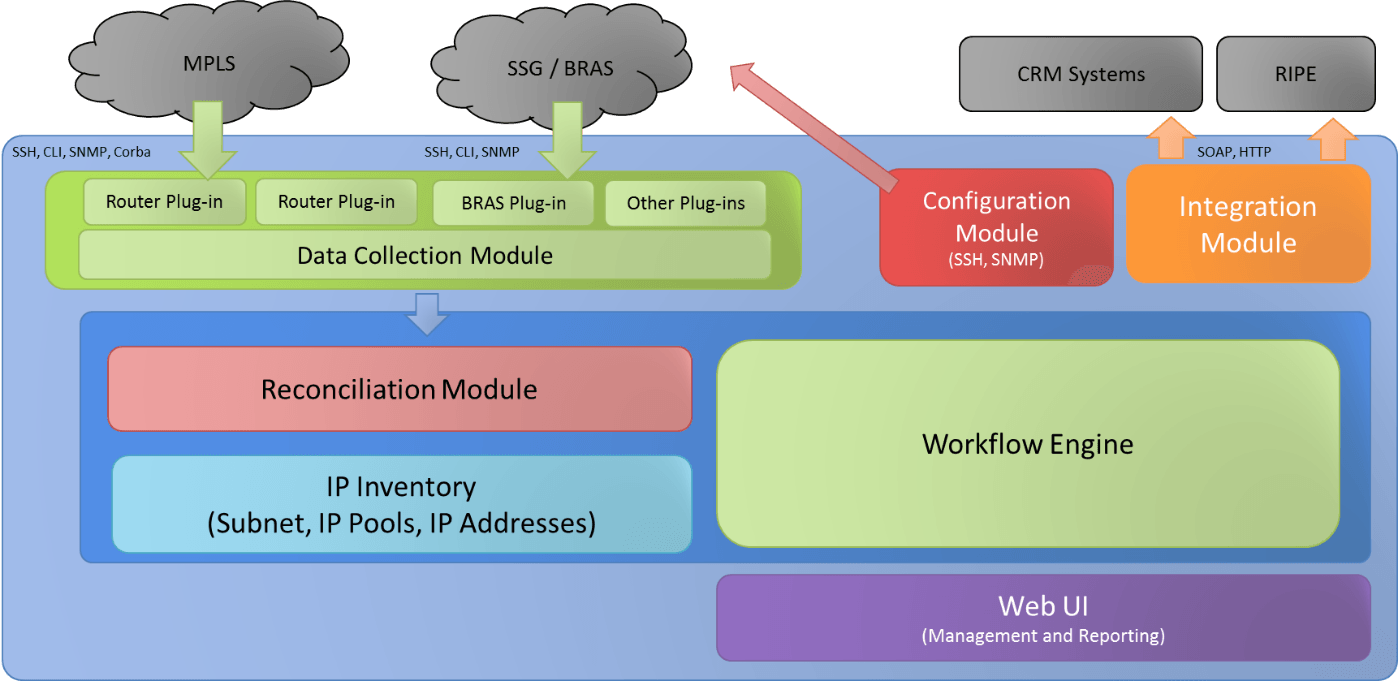 MPLS
SSG / BRAS
CRM Systems
RIPE
SSH, CLI, SNMP, Corba
SSH, CLI, SNMP
SOAP, HTTP
Router Plug-in
Router Plug-in
BRAS Plug-in
Other Plug-ins
Data Collection Module
Configuration
Module
(SSH, SNMP)
Integration
Module
Reconciliation Module
IP Inventory
(Subnet, IP Pools, IP Addresses)
Workflow Engine
Web UI
(Management and Reporting)